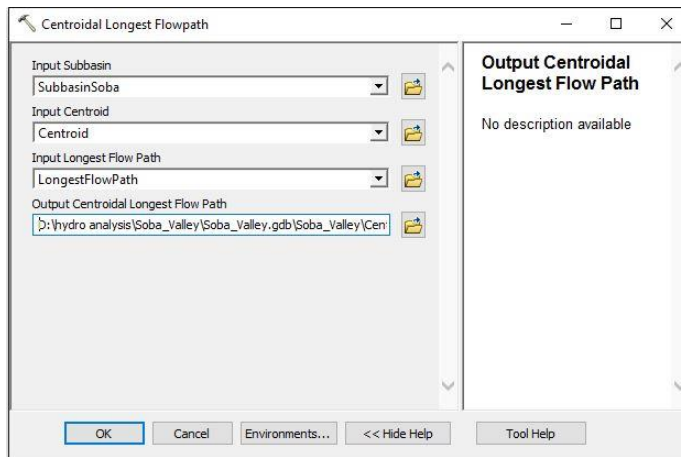 Centroidal Longest Flowpath
Input Subbasin
SubbasinSoba
Input Centroid
Centroid
Input Longest Flow Path
LongestFlowPath
Output Centroidal Longest Flow Path
D:\hydro analysis\Soba_Valley\Soba_Valley.gdb\Soba_Valley\Cen
OK
Cancel
Environments...
<< Hide Help
Output Centroidal
Longest Flow Path
No description available
Tool Help